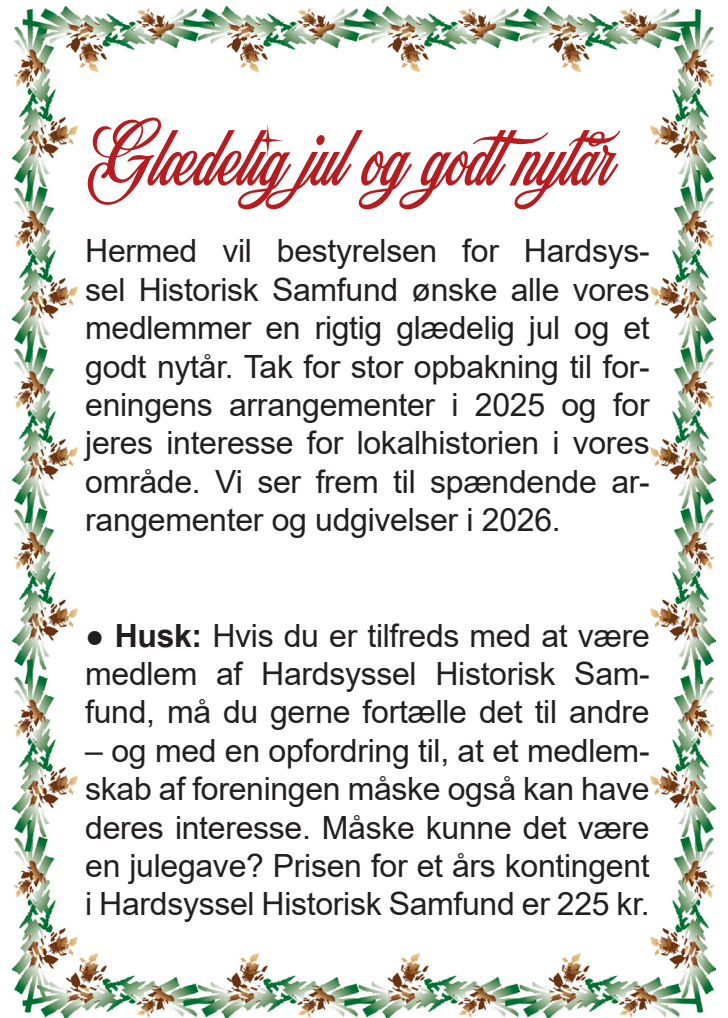 Glædelig jul og godt nytår
Hermed vil bestyrelsen for Hardsys-
sel Historisk Samfund ønske alle vores
medlemmer en rigtig glædelig jul og et
godt nytår. Tak for stor opbakning til for-
eningens arrangementer i 2025 og for
jeres interesse for lokalhistorien i vores
område. Vi ser frem til spændende ar-
rangementer og udgivelser i 2026.
● Husk: Hvis du er tilfreds med at være
medlem af Hardsyssel Historisk Sam-
fund, må du gerne fortælle det til andre
– og med en opfordring til, at et medlem-
skab af foreningen måske også kan have
deres interesse. Måske kunne det være
en julegave? Prisen for et års kontingent
i Hardsyssel Historisk Samfund er 225 kr.